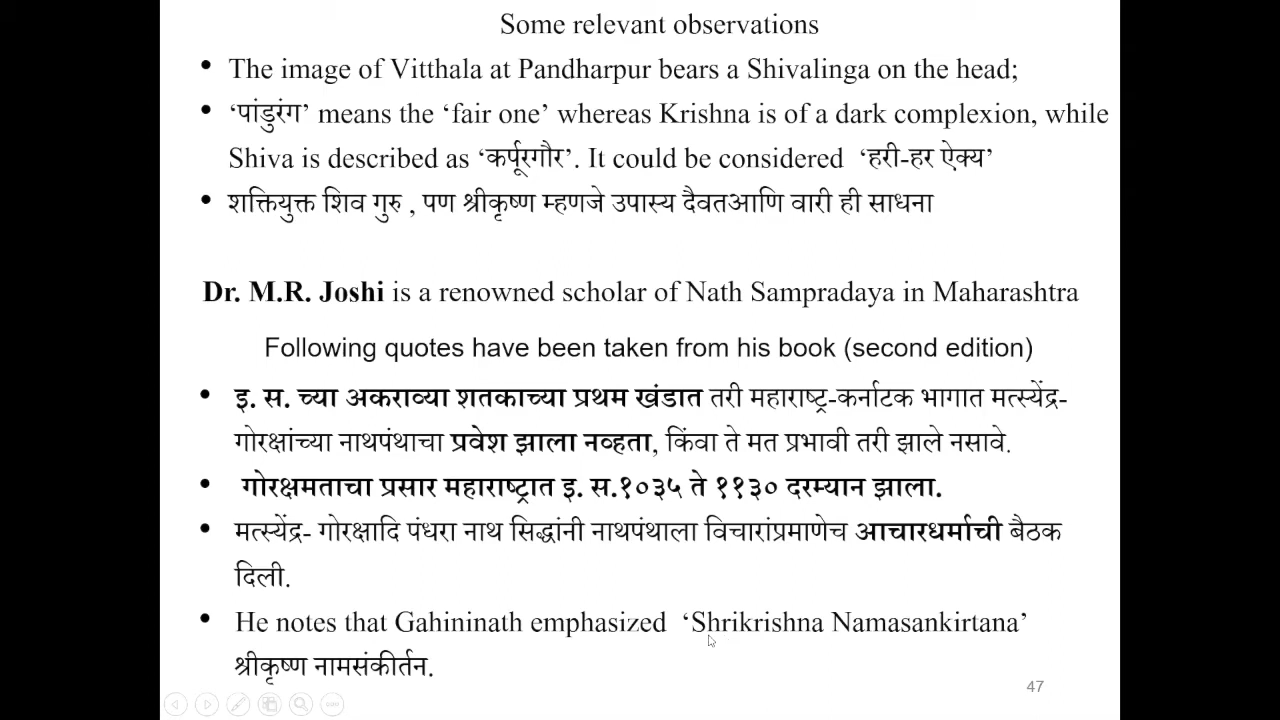 Some relevant observations
• The image of Vitthala at Pandharpur bears a Shivalinga on the head;
• ‘पांडुरंग’ means the ‘fair one’ whereas Krishna is of a dark complexion, while
Shiva is described as ‘कर्पूरगौर’. It could be considered ‘हरी-हर ऐक्य’
• शक्तियुक्त शिव गुरु , पण श्रीकृष्ण म्हणजे उपास्य दैवतआणि वारी ही साधना
Dr. M.R. Joshi is a renowned scholar of Nath Sampradaya in Maharashtra
Following quotes have been taken from his book (second edition)
• इ. स. च्या अकराव्या शतकाच्या प्रथम खंडात तरी महाराष्ट्र-कर्नाटक भागात मत्स्येंद्र-
गोरक्षांच्या नाथपंथाचा प्रवेश झाला नव्हता, किंवा ते मत प्रभावी तरी झाले नसावे.
• गोरक्षमताचा प्रसार महाराष्ट्रात इ. स.१०३५ ते ११३० दरम्यान झाला.
• मत्स्येंद्र- गोरक्षादि पंधरा नाथ सिद्धांनी नाथपंथाला विचारांप्रमाणेच आचारधर्माची बैठक
दिली.
• He notes that Gahininath emphasized ‘Shrikrishna Namasankirtana’
श्रीकृष्ण नामसंकीर्तन.
47